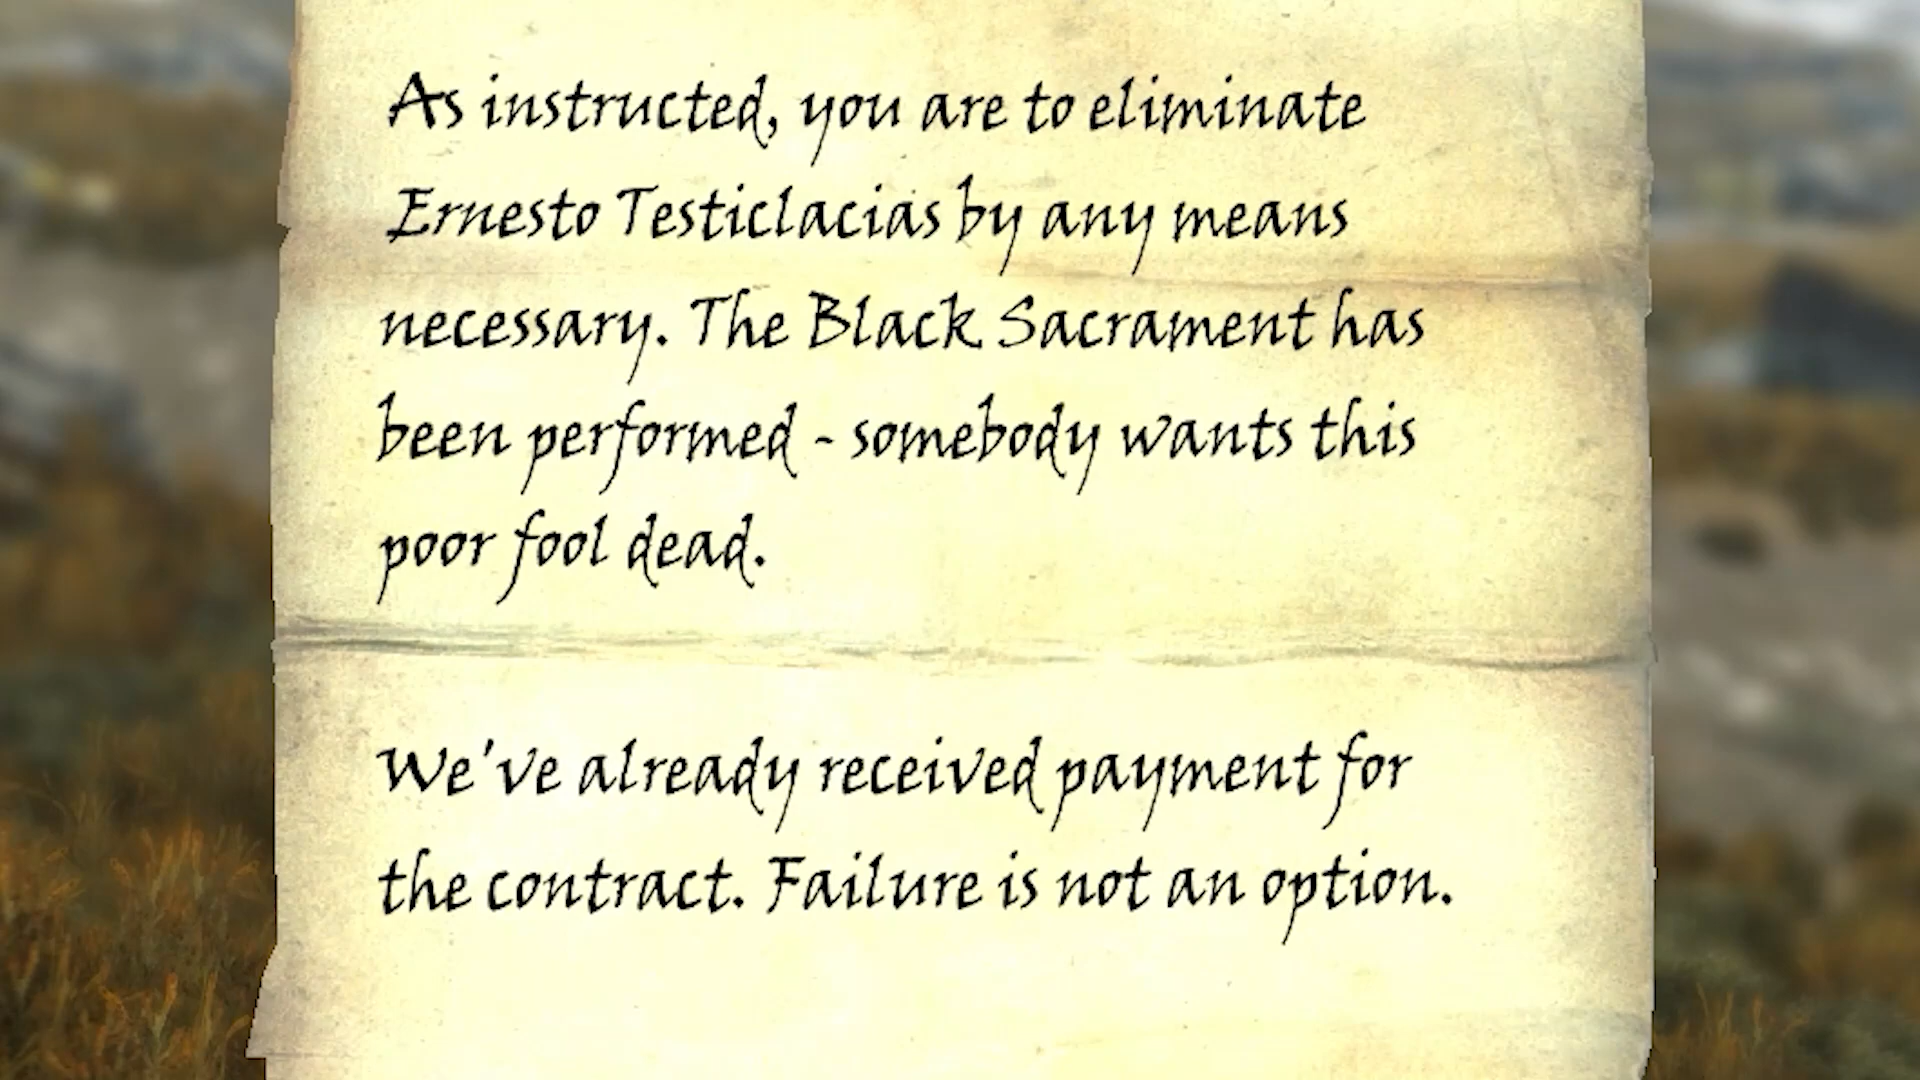 As instructed, you are to eliminate
Ernesto Testiclacias by any means
necessary. The Black Sacrament has
been performed - somebody wants this
poor fool dead.
We've already received payment for
the contract. Failure is not an option.